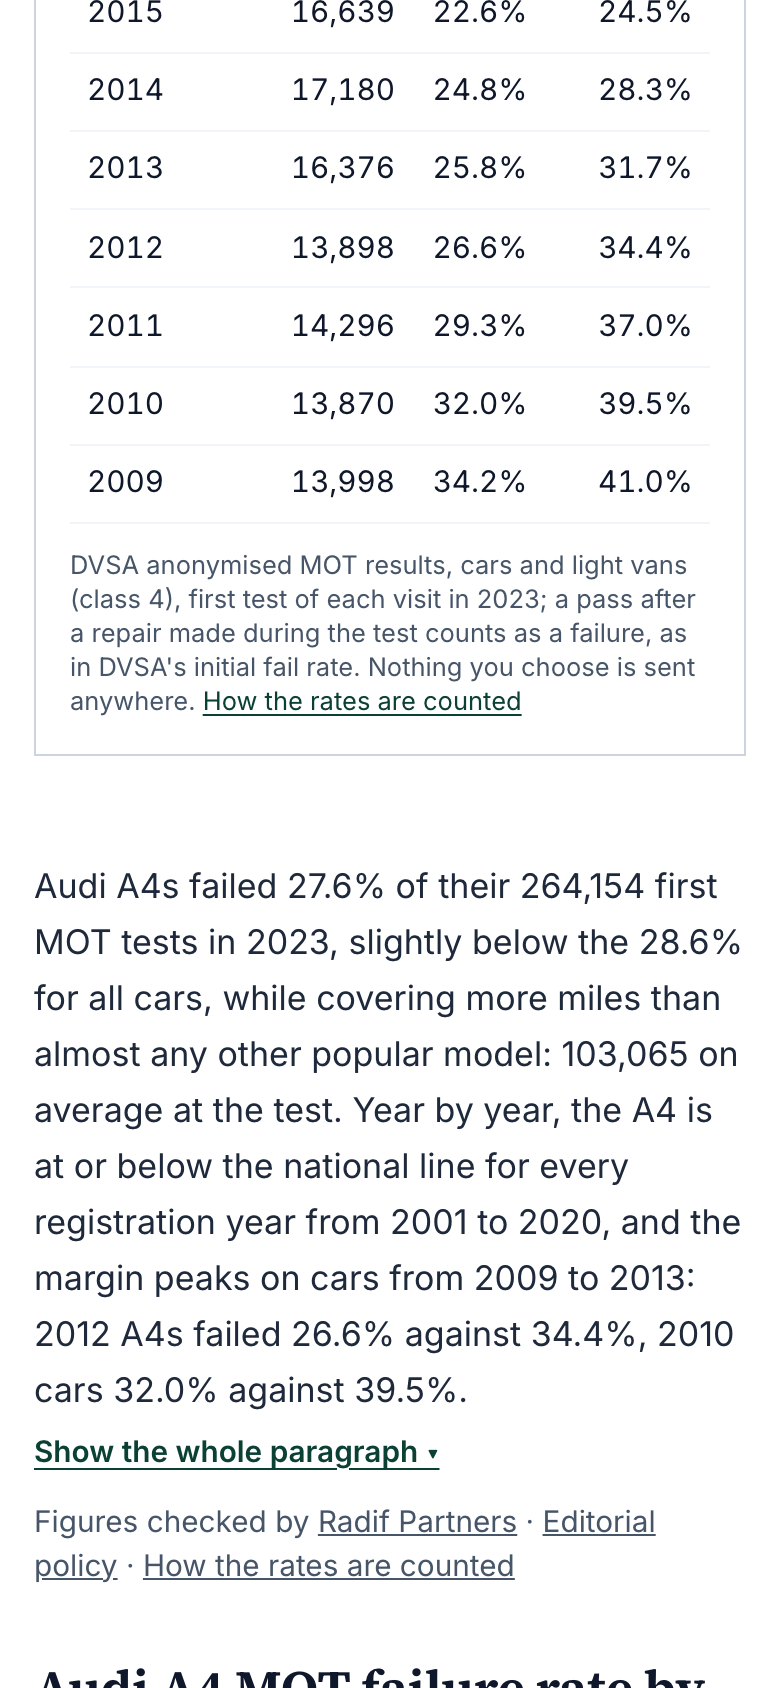 2015 16,639 22.6% 24.5%
2014 17,180 24.8% 28.3%
2013 16,376 25.8% 31.7%
2012 13,898 26.6% 34.4%
2011 14,296 29.3% 37.0%
2010 13,870 32.0% 39.5%
2009 13,998 34.2% 41.0%
DVSA anonymised MOT results, cars and light vans
(class 4), first test of each visit in 2023; a pass after
a repair made during the test counts as a failure, as
in DVSA's initial fail rate. Nothing you choose is sent
anywhere. How the rates are counted
Audi A4s failed 27.6% of their 264,154 first
MOT tests in 2023, slightly below the 28.6%
for all cars, while covering more miles than
almost any other popular model: 103,065 on
average at the test. Year by year, the A4 is
at or below the national line for every
registration year from 2001 to 2020, and the
margin peaks on cars from 2009 to 2013:
2012 A4s failed 26.6% against 34.4%, 2010
cars 32.0% against 39.5%.
Show the whole paragraph ▾
Figures checked by Radif Partners · Editorial
policy · How the rates are counted
Audi A4 MOT failure rate by